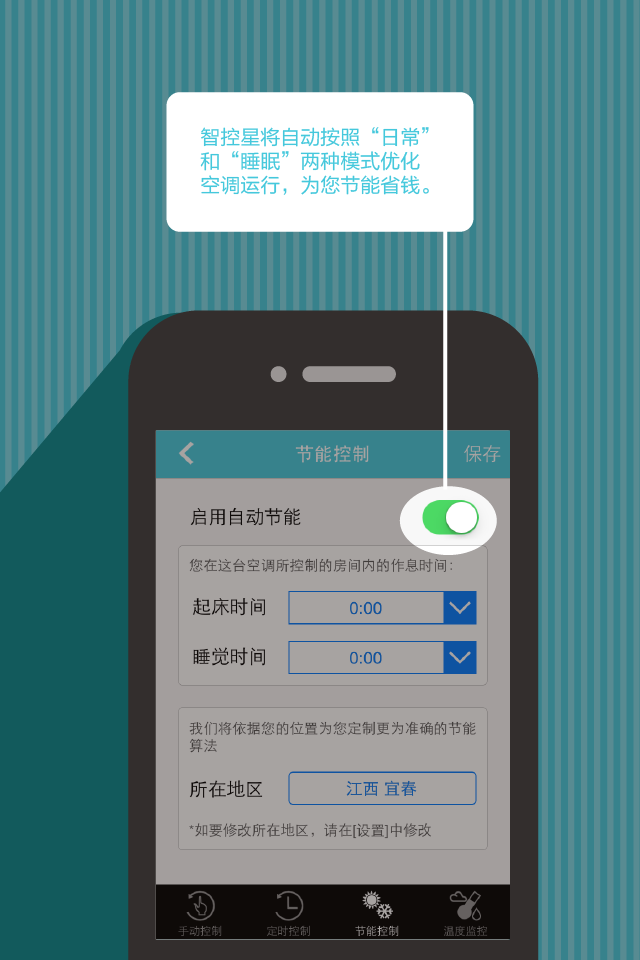 智控星将自动按照“日常”
和“睡眠”两种模式优化
空调运行，为您节能省钱。
节能控制
保存
启用自动节能
您在这台空调所控制的房间内的作息时间：
起床时间
0:00
睡觉时间
0:00
我们将依据您的位置为您定制更为准确的节能
算法
所在地区
江西 宜春
*如要修改所在地区，请在[设置]中修改
手动控制
定时控制
节能控制
温度监控